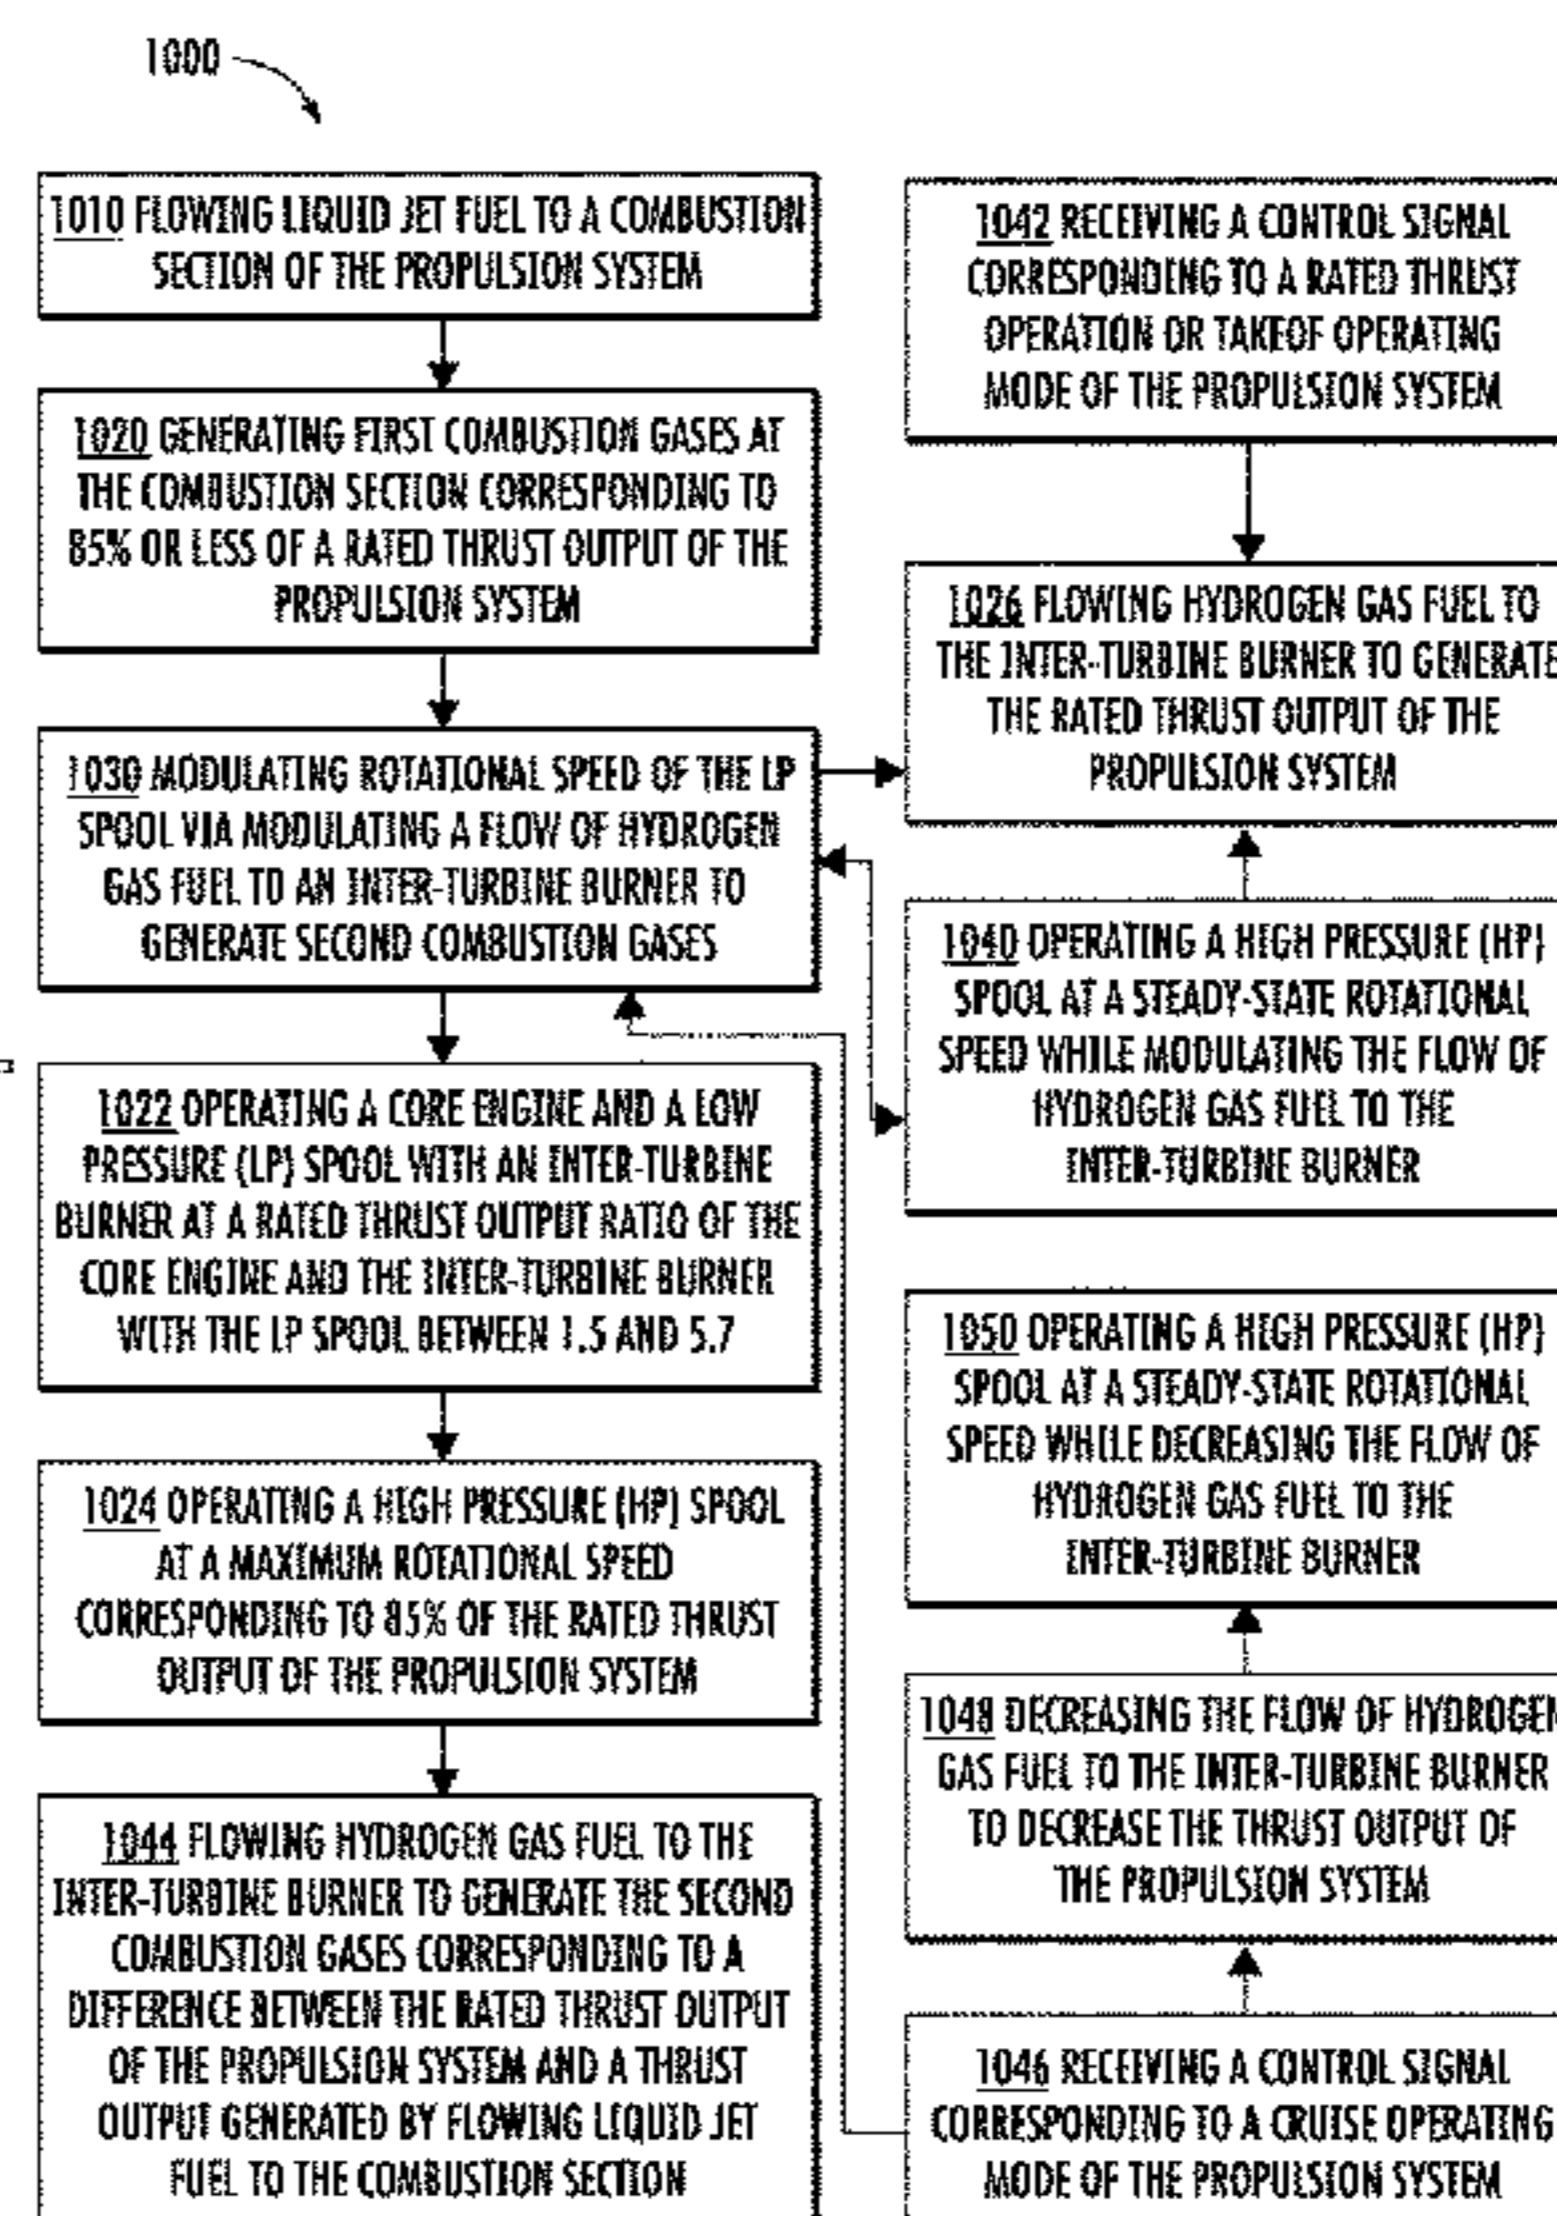 1000
1010 FLOWING LIQUID JET FUEL TO A COMBUSTION
SECTION OF THE PROPULSION SYSTEM
1020 GENERATING FIRST COMBUSTION GASES AT
THE COMBUSTION SECTION CORRESPONDING TO
85% OR LESS OF A RATED THRUST OUTPUT OF THE
PROPULSION SYSTEM
1030 MODULATING ROTATIONAL SPEED OF THE LP
SPOOL VIA MODULATING A FLOW OF HYDROGEN
GAS FUEL TO AN INTER-TURBINE BURNER TO
GENERATE SECOND COMBUSTION GASES
1022 OPERATING A CORE ENGINE AND A LOW
PRESSURE (LP) SPOOL WITH AN INTER-TURBINE
BURNER AT A RATED THRUST OUTPUT RATIO OF THE
CORE ENGINE AND THE INTER-TURBINE BURNER
WITH THE LP SPOOL BETWEEN 1.5 AND 5.7
1024 OPERATING A HIGH PRESSURE (HP) SPOOL
AT A MAXIMUM ROTATIONAL SPEED
CORRESPONDING TO 85% OF THE RATED THRUST
OUTPUT OF THE PROPULSION SYSTEM
1044 FLOWING HYDROGEN GAS FUEL TO THE
INTER-TURBINE BURNER TO GENERATE THE SECOND
COMBUSTION GASES CORRESPONDING TO A
DIFFERENCE BETWEEN THE RATED THRUST OUTPUT
OF THE PROPULSION SYSTEM AND A THRUST
OUTPUT GENERATED BY FLOWING LIQUID JET
FUEL TO THE COMBUSTION SECTION
1042 RECEIVING A CONTROL SIGNAL
CORRESPONDING TO A RATED THRUST
OPERATION OR TAKEOF OPERATING
MODE OF THE PROPULSION SYSTEM
1026 FLOWING HYDROGEN GAS FUEL TO
THE INTER-TURBINE BURNER TO GENERATE
THE RATED THRUST OUTPUT OF THE
PROPULSION SYSTEM
1040 OPERATING A HIGH PRESSURE (HP)
SPOOL AT A STEADY-STATE ROTATIONAL
SPEED WHILE MODULATING THE FLOW OF
HYDROGEN GAS FUEL TO THE
INTER-TURBINE BURNER
1050 OPERATING A HIGH PRESSURE (HP)
SPOOL AT A STEADY-STATE ROTATIONAL
SPEED WHILE DECREASING THE FLOW OF
HYDROGEN GAS FUEL TO THE
INTER-TURBINE BURNER
1048 DECREASING THE FLOW OF HYDROGEN
GAS FUEL TO THE INTER-TURBINE BURNER
TO DECREASE THE THRUST OUTPUT OF
THE PROPULSION SYSTEM
1046 RECEIVING A CONTROL SIGNAL
CORRESPONDING TO A CRUISE OPERATING
MODE OF THE PROPULSION SYSTEM